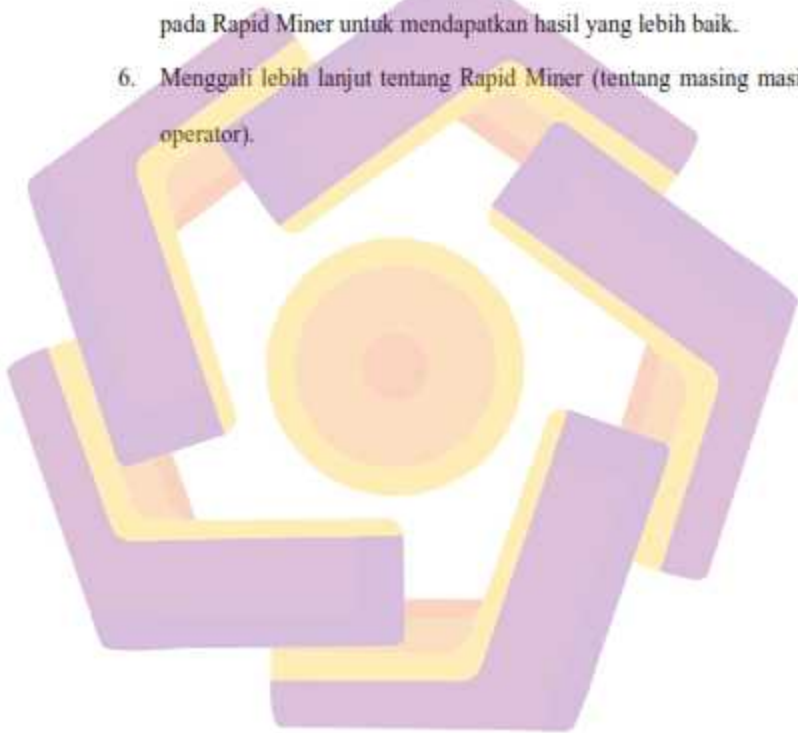 pada Rapid Miner untuk mendapatkan hasil yang lebih baik.
6. Menggali lebih lanjut tentang Rapid Miner (tentang masing masi
operator).